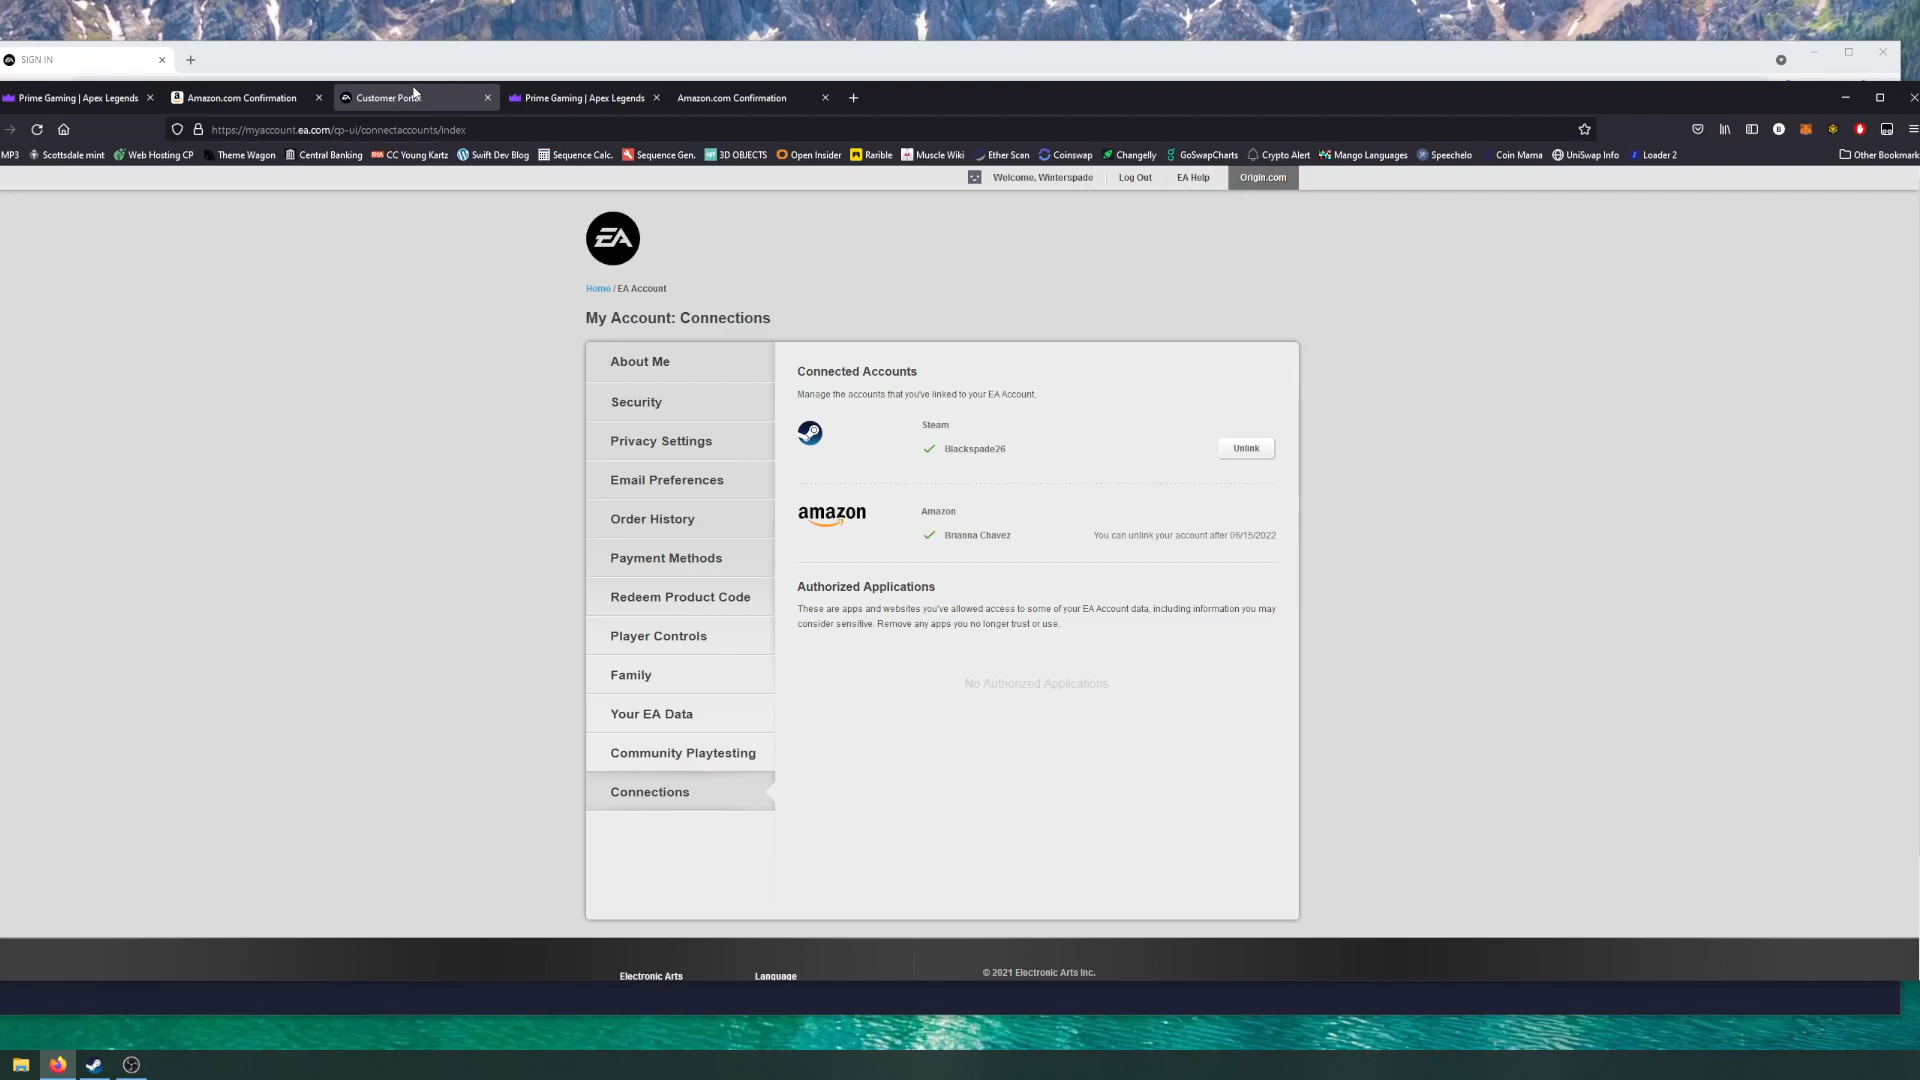 SIGN IN
Prime Gaming | Apex Legends
Amazon.com Confirmation
Customer Portal
Prime Gaming | Apex Legends
Amazon.com Confirmation
https://myaccount.ea.com/cp-ui/connectaccounts/index
MP3
Scottsdale mint
Web Hosting CP
Theme Wagon
Central Banking
CC Young Kartz
Swift Dev Blog
Sequence Calc.
Sequence Gen.
3D OBJECTS
Open Insider
Rarible
Muscle Wiki
Ether Scan
Coinswap
Changelly
GoSwapCharts
Crypto Alert
Mango Languages
Speechelo
Coin Mama
UniSwap Info
Loader 2
Other Bookmark
Welcome, Winterspade
Log Out
EA Help
Origin.com
EA
Home / EA Account
My Account: Connections
About Me
Security
Privacy Settings
Email Preferences
Order History
Payment Methods
Redeem Product Code
Player Controls
Family
Your EA Data
Community Playtesting
Connections
Connected Accounts
Manage the accounts that you've linked to your EA Account.
Steam
Blackspade26
Unlink
amazon
Amazon
Brianna Chavez
You can unlink your account after 06/15/2022
Authorized Applications
These are apps and websites you've allowed access to some of your EA Account data, including information you may
consider sensitive. Remove any apps you no longer trust or use.
No Authorized Applications
Electronic Arts
Language
© 2021 Electronic Arts Inc.